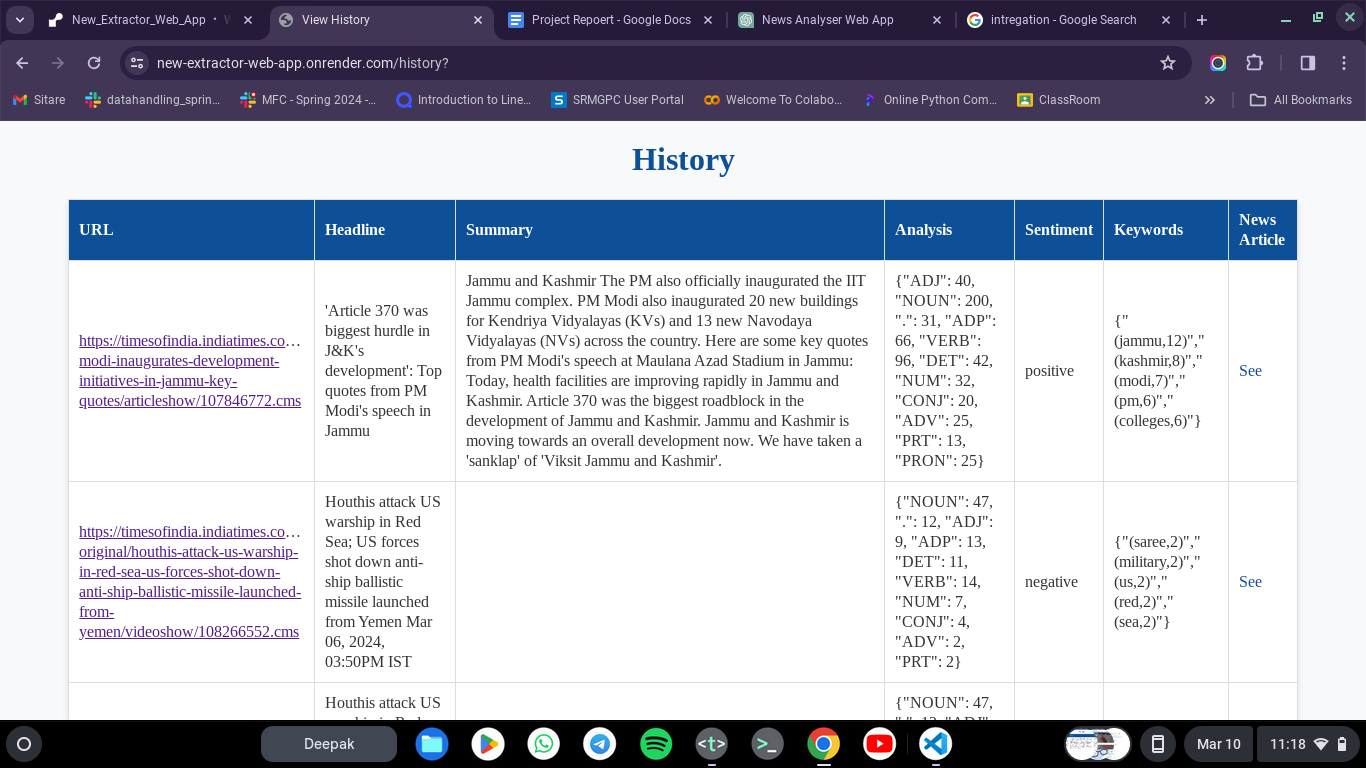 New_Extractor_Web_App • W
View History
Project Repoert - Google Docs
News Analyser Web App
intregation - Google Search
new-extractor-web-app.onrender.com/history?
Sitare
datahandling_sprin…
MFC - Spring 2024 -…
Introduction to Line…
SRMGPC User Portal
Welcome To Colabo…
Online Python Com…
ClassRoom
All Bookmarks
History
URL
Headline
Summary
Analysis
Sentiment
Keywords
News
Article
https://timesofindia.indiatimes.co…
modi-inaugurates-development-
initiatives-in-jammu-key-
quotes/articleshow/107846772.cms
'Article 370 was
biggest hurdle in
J&K's
development': Top
quotes from PM
Modi's speech in
Jammu
Jammu and Kashmir The PM also officially inaugurated the IIT
Jammu complex. PM Modi also inaugurated 20 new buildings
for Kendriya Vidyalayas (KVs) and 13 new Navodaya
Vidyalayas (NVs) across the country. Here are some key quotes
from PM Modi's speech at Maulana Azad Stadium in Jammu:
Today, health facilities are improving rapidly in Jammu and
Kashmir. Article 370 was the biggest roadblock in the
development of Jammu and Kashmir. Jammu and Kashmir is
moving towards an overall development now. We have taken a
'sanklap' of 'Viksit Jammu and Kashmir'.
{"ADJ": 40,
"NOUN": 200,
".": 31, "ADP":
66, "VERB":
96, "DET": 42,
"NUM": 32,
"CONJ": 20,
"ADV": 25,
"PRT": 13,
"PRON": 25}
positive
{"
(jammu,12)","
(kashmir,8)","
(modi,7)","
(pm,6)","
(colleges,6)"}
See
https://timesofindia.indiatimes.co…
original/houthis-attack-us-warship-
in-red-sea-us-forces-shot-down-
anti-ship-ballistic-missile-launched-
from-
yemen/videoshow/108266552.cms
Houthis attack US
warship in Red
Sea; US forces
shot down anti-
ship ballistic
missile launched
from Yemen Mar
06, 2024,
03:50PM IST
{"NOUN": 47,
".": 12, "ADJ":
9, "ADP": 13,
"DET": 11,
"VERB": 14,
"NUM": 7,
"CONJ": 4,
"ADV": 2,
"PRT": 2}
negative
{"(saree,2)","
(military,2)","
(us,2)","
(red,2)","
(sea,2)"}
See
Houthis attack US
{"NOUN": 47,
Deepak
<t>
>_
Mar 10
11:18